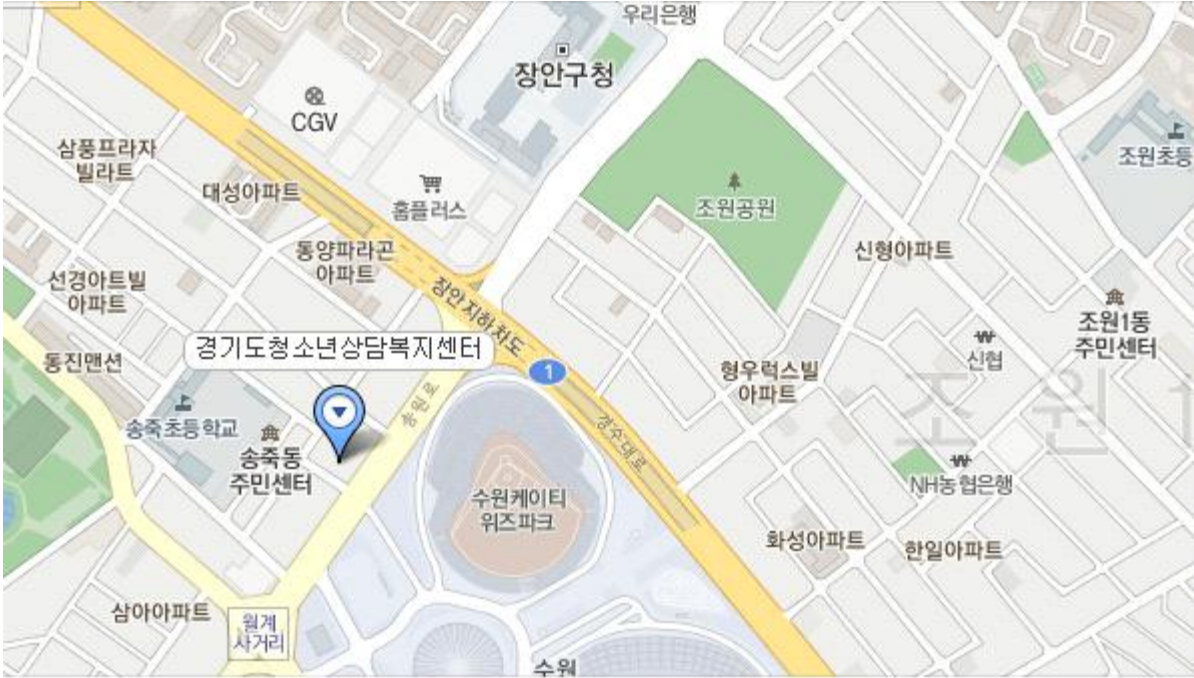 우리은행
장안구청
CGV
삼풍프라자
빌라트
대성아파트
홈플러스
조원공원
조원초등
동양파라곤
아파트
신형아파트
선경아트빌
아파트
장안지하차도
조원1동
주민센터
경기도청소년상담복지센터
동진맨션
1
신협
형우럭스빌
아파트
송원로
경수대로
조 원 1
송죽초등학교
송죽동
주민센터
NH농협은행
수원케이티
위즈파크
화성아파트
한일아파트
삼아아파트
월계
사거리
수원